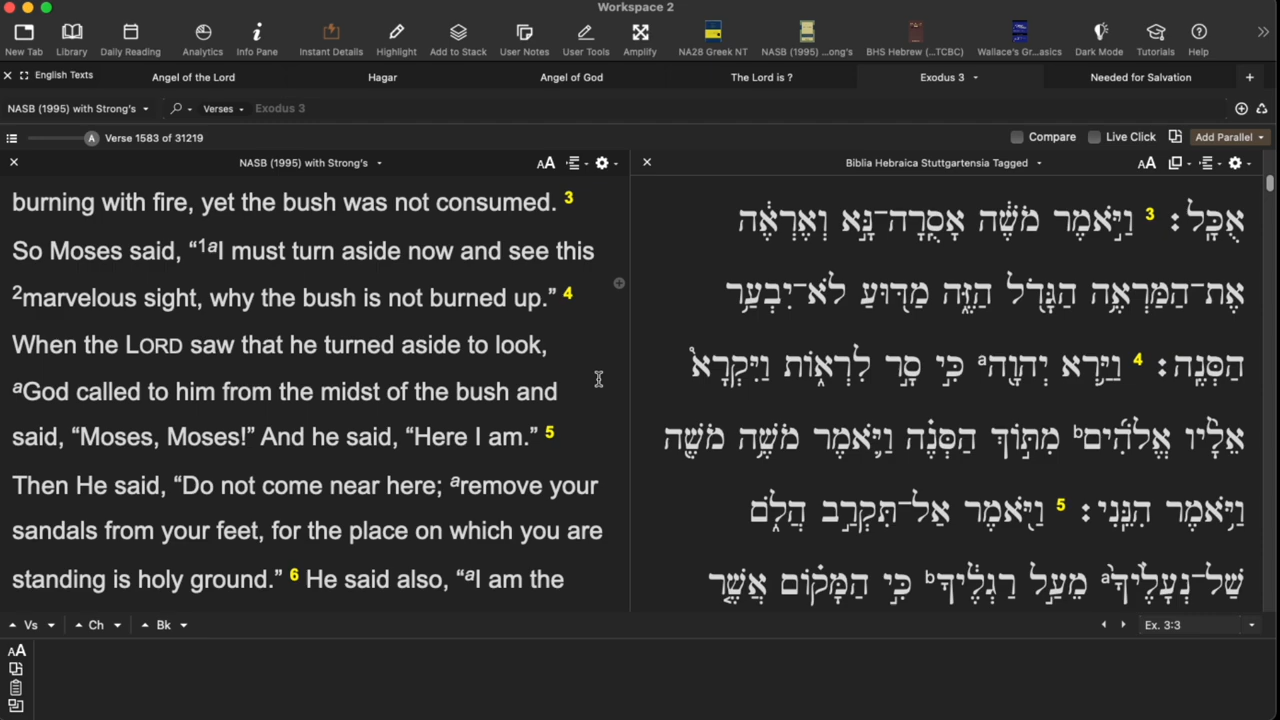 Workspace 2
New Tab Library Daily Reading Analytics Info Pane Instant Details Highlight Add to Stack User Notes User Tools Amplify NA28 Greek NT NASB (1995) ...ong's BHS Hebrew (...TCBC) Wallace's Gr...asics Dark Mode Tutorials Help
English Texts Angel of the Lord Hagar Angel of God The Lord is ? Exodus 3 Needed for Salvation
NASB (1995) with Strong's Verses Exodus 3
A Verse 1583 of 31219 Compare Live Click Add Parallel
NASB (1995) with Strong's AA
burning with fire, yet the bush was not consumed. 3
So Moses said, “1aI must turn aside now and see this
2marvelous sight, why the bush is not burned up.” 4
When the LORD saw that he turned aside to look,
aGod called to him from the midst of the bush and
said, “Moses, Moses!” And he said, “Here I am.” 5
Then He said, “Do not come near here; aremove your
sandals from your feet, for the place on which you are
standing is holy ground.” 6 He said also, “aI am the
Biblia Hebraica Stuttgartensia Tagged AA
אֻכָּֽל׃ 3 וַיֹּ֣אמֶר מֹשֶׁ֔ה אָסֻֽרָה־נָּ֣א וְאֶרְאֶ֔ה
אֶת־הַמַּרְאֶ֥ה הַגָּדֹ֖ל הַזֶּ֑ה מַדּ֖וּעַ לֹא־יִבְעַ֥ר
הַסְּנֶֽה׃ 4 וַיַּ֥רְא יְהוָ֖הa כִּ֣י סָ֣ר לִרְא֑וֹת וַיִּקְרָא֩
אֵלָ֨יו אֱלֹהִ֜יםb מִתּ֣וֹךְ הַסְּנֶ֗ה וַיֹּ֛אמֶר מֹשֶׁ֥ה מֹשֶׁ֖ה
וַיֹּ֥אמֶר הִנֵּֽנִי׃ 5 וַיֹּ֖אמֶר אַל־תִּקְרַ֣ב הֲלֹ֑ם
שַׁל־נְעָלֶ֙יךָ֙a מֵעַ֣ל רַגְלֶ֔יךָb כִּ֣י הַמָּק֗וֹם אֲשֶׁ֤ר
Vs Ch Bk Ex. 3:3
AA